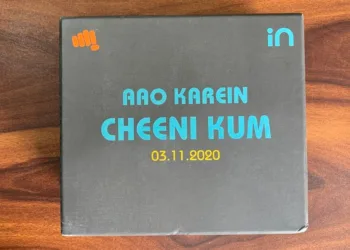 in
AAO KAREIN
CHEENI KUM
03.11.2020